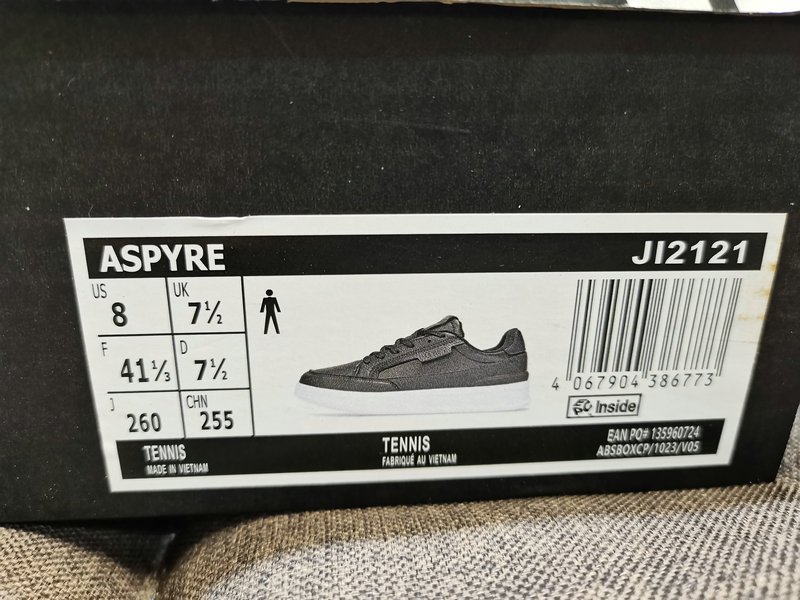 ASPYRE JI2121
US 8 UK 7½
F 41⅓ D 7½
J 260 CHN 255
4 067904 386773
Inside
TENNIS
MADE IN VIETNAM
TENNIS
FABRIQUÉ AU VIETNAM
EAN PO# 135960724
ABSBOXCP/1023/V05